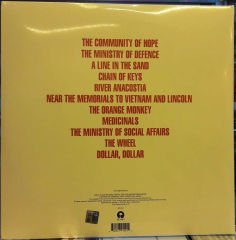 THE COMMUNITY OF HOPE
THE MINISTRY OF DEFENCE
A LINE IN THE SAND
CHAIN OF KEYS
RIVER ANACOSTIA
NEAR THE MEMORIALS TO VIETNAM AND LINCOLN
THE ORANGE MONKEY
MEDICINALS
THE MINISTRY OF SOCIAL AFFAIRS
THE WHEEL
DOLLAR, DOLLAR